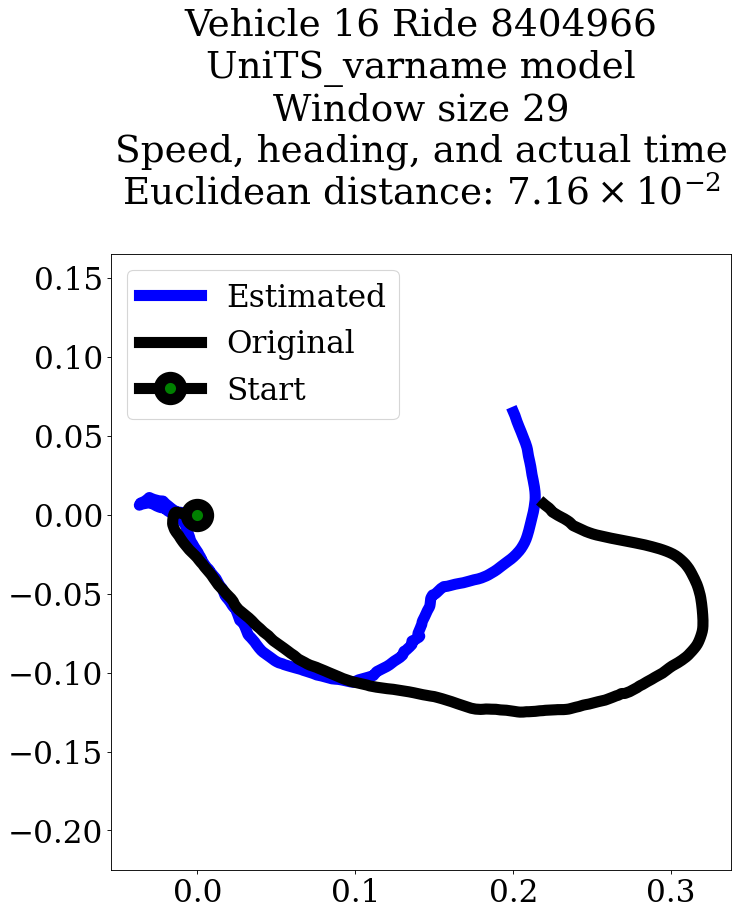 Vehicle 16 Ride 8404966
UniTS_varname model
Window size 29
Speed, heading, and actual time
Euclidean distance: 7.16 × 10⁻²
Estimated
Original
Start
0.15
0.10
0.05
0.00
−0.05
−0.10
−0.15
−0.20
0.0 0.1 0.2 0.3